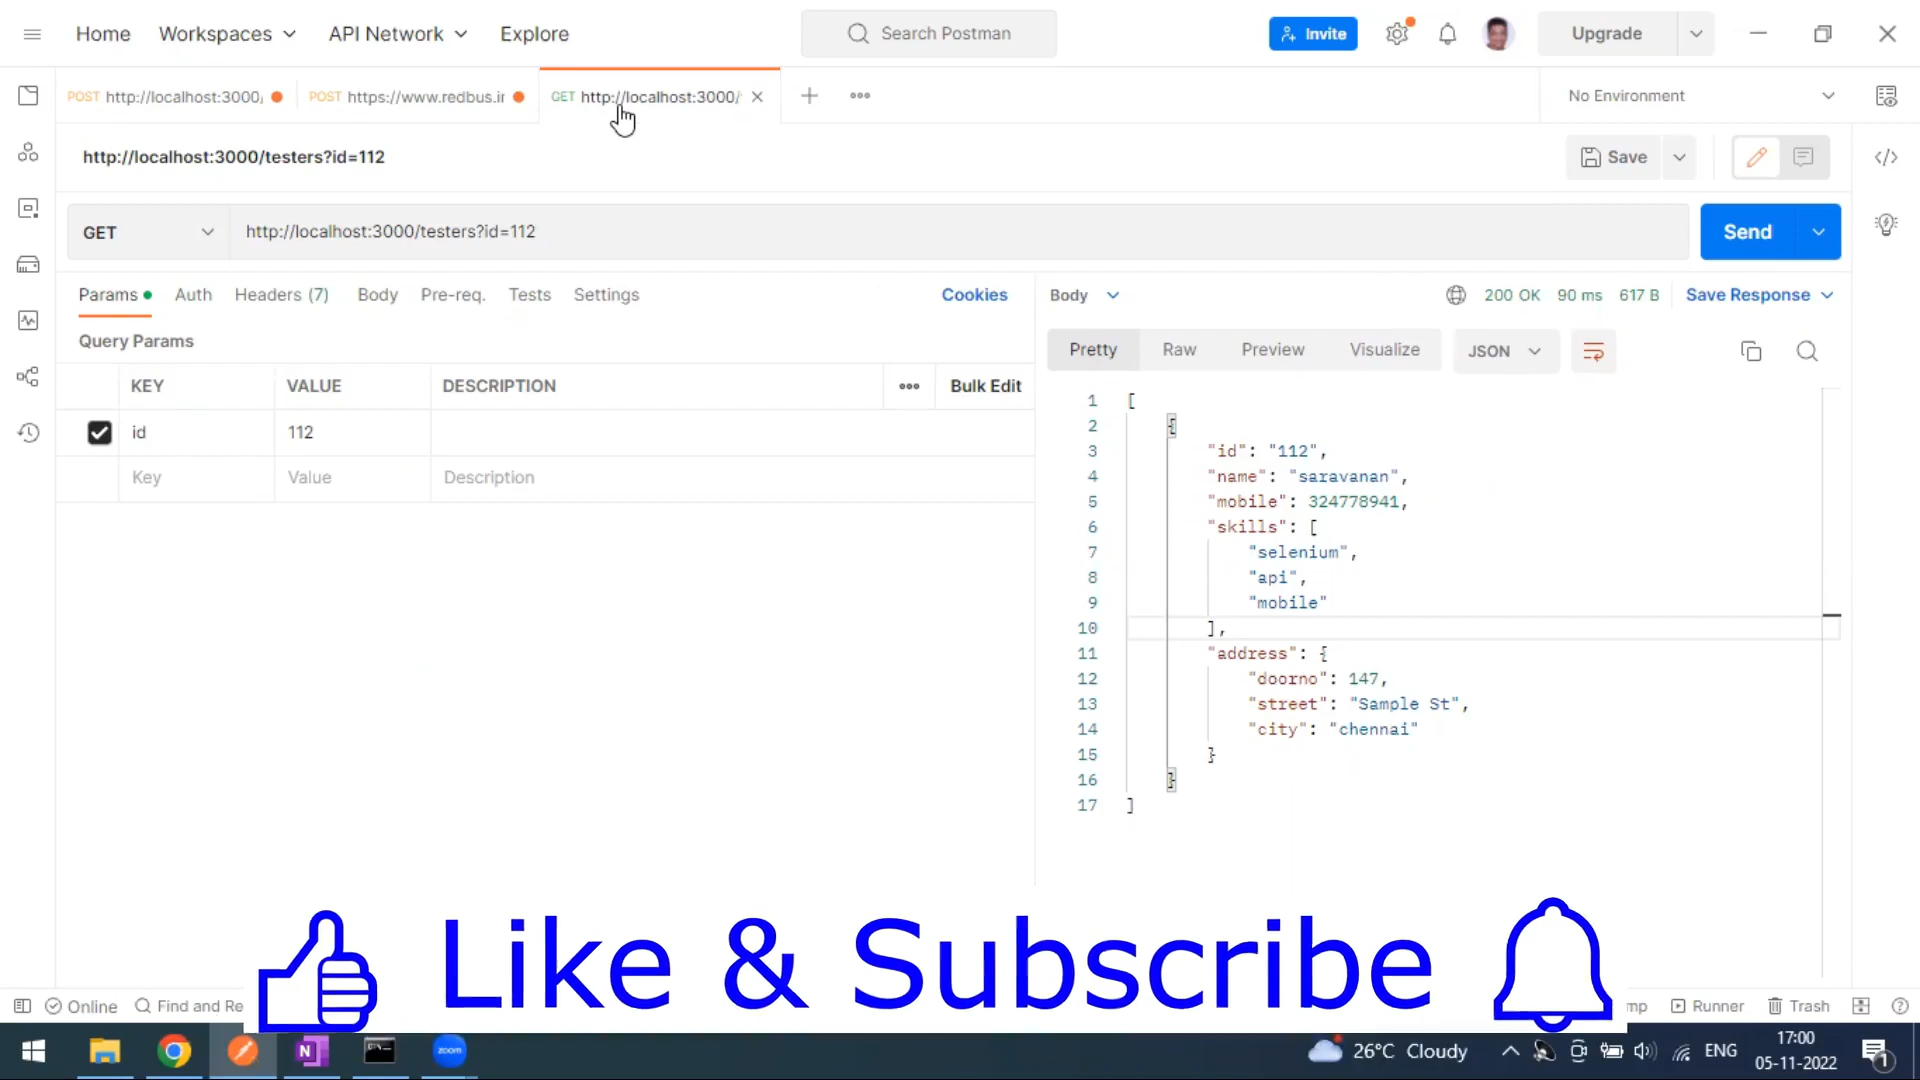 Home Workspaces API Network Explore Search Postman Invite Upgrade
POST http://localhost:3000, POST https://www.redbus.ir GET http://localhost:3000/ No Environment
http://localhost:3000/testers?id=112 Save
GET http://localhost:3000/testers?id=112 Send
Params Auth Headers (7) Body Pre-req. Tests Settings Cookies Body 200 OK 90 ms 617 B Save Response
Query Params
Pretty Raw Preview Visualize JSON
KEY VALUE DESCRIPTION Bulk Edit
id 112
Key Value Description
1 [
2 {
3 "id": "112",
4 "name": "saravanan",
5 "mobile": 324778941,
6 "skills": [
7 "selenium",
8 "api",
9 "mobile"
10 ],
11 "address": {
12 "doorno": 147,
13 "street": "Sample St",
14 "city": "chennai"
15 }
16 }
17 ]
Like & Subscribe
Online Find and Re mp Runner Trash
N zoom 26°C Cloudy ENG 17:00
05-11-2022 1